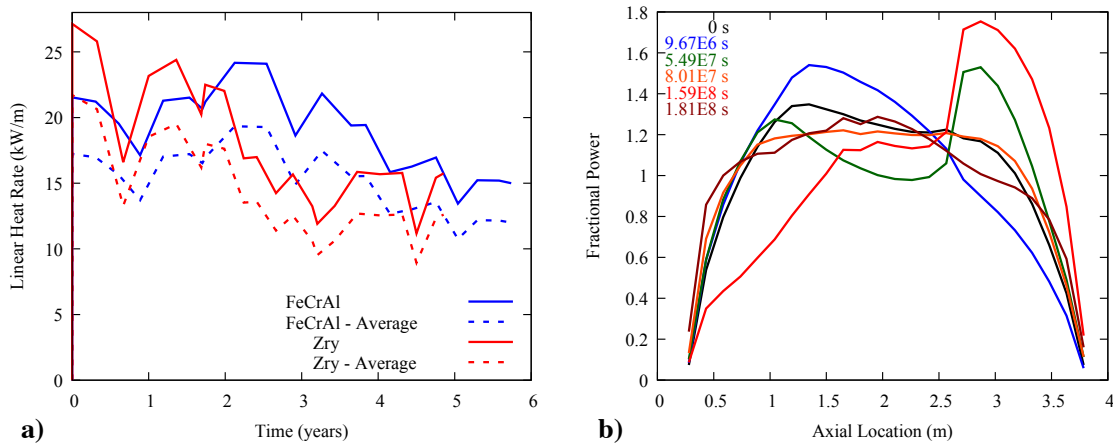 Linear Heat Rate (kW/m)
25
20
15
10
5
0
0 1 2 3 4 5 6
Time (years)
FeCrAl
FeCrAl - Average
Zry
Zry - Average
a)
Fractional Power
1.8
1.6
1.4
1.2
1
0.8
0.6
0.4
0.2
0
0 0.5 1 1.5 2 2.5 3 3.5 4
Axial Location (m)
0 s
9.67E6 s
5.49E7 s
8.01E7 s
1.59E8 s
1.81E8 s
b)